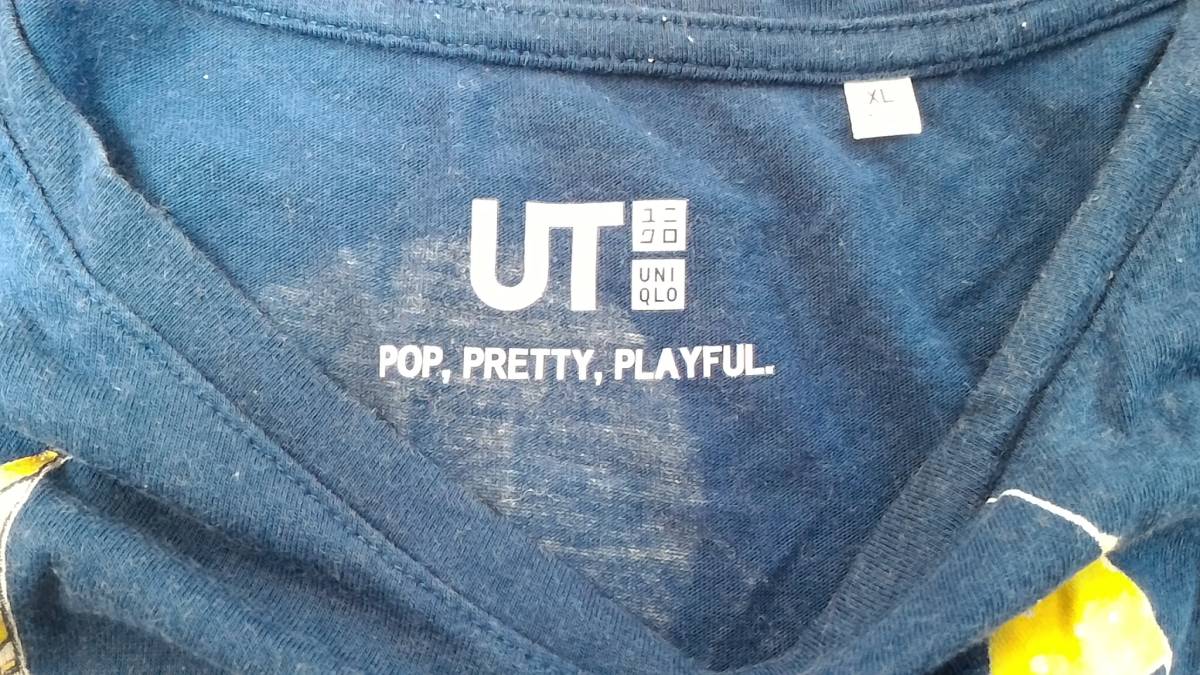 XL
UT
ユニ
クロ
UNI
QLO
POP, PRETTY, PLAYFUL.